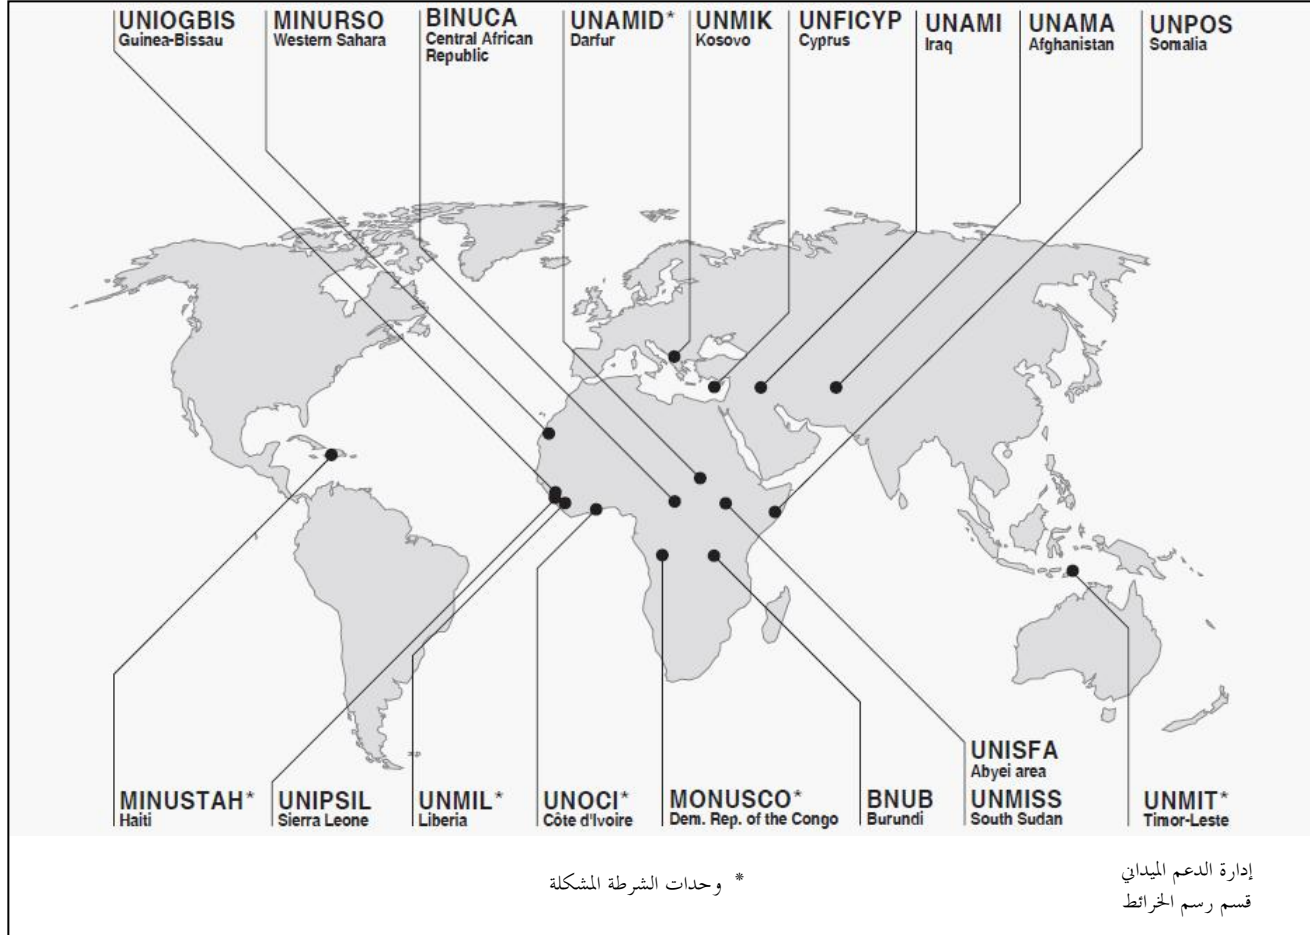 UNIOGBIS
Guinea-Bissau
MINURSO
Western Sahara
BINUCA
Central African
Republic
UNAMID*
Darfur
UNMIK
Kosovo
UNFICYP
Cyprus
UNAMI
Iraq
UNAMA
Afghanistan
UNPOS
Somalia
MINUSTAH*
Haiti
UNIPSIL
Sierra Leone
UNMIL*
Liberia
UNOCI*
Côte d'Ivoire
MONUSCO*
Dem. Rep. of the Congo
BNUB
Burundi
UNISFA
Abyei area
UNMISS
South Sudan
UNMIT*
Timor-Leste
إدارة الدعم الميداني
قسم رسم الخرائط
* وحدات الشرطة المشكلة